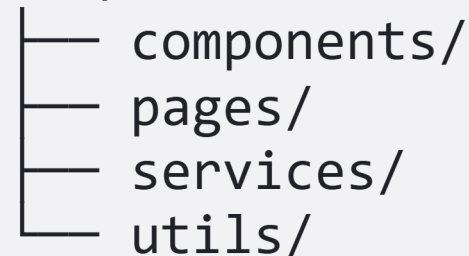 ├── components/
├── pages/
├── services/
└── utils/